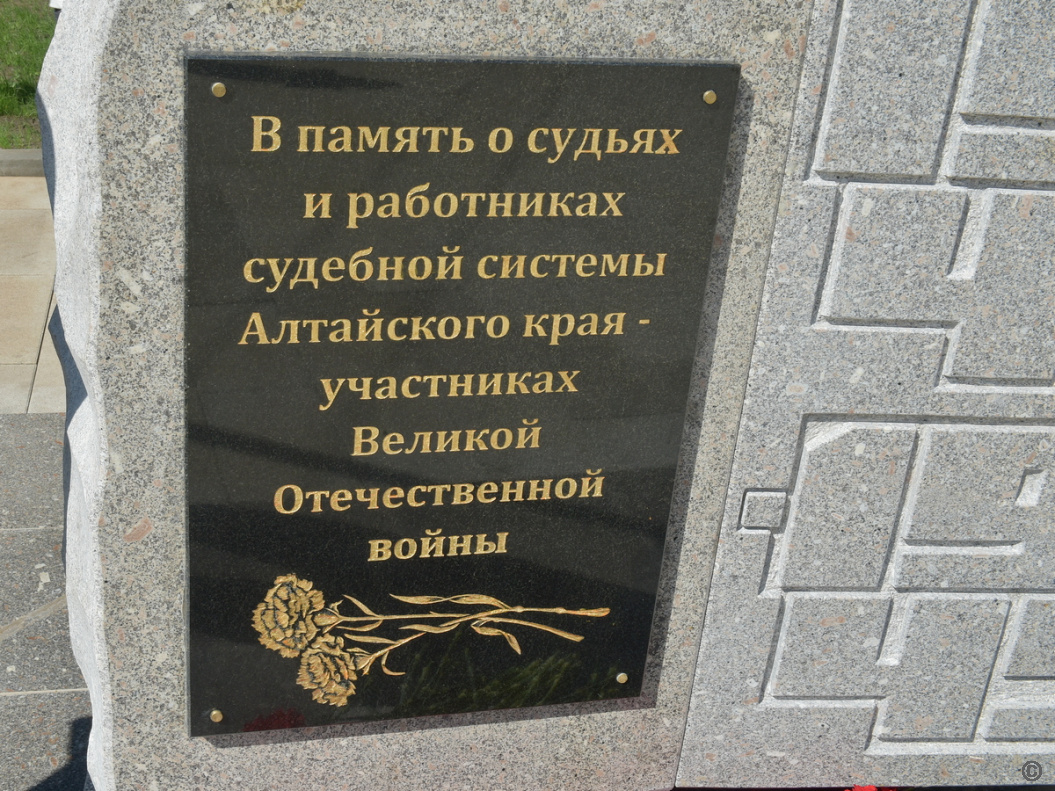 В память о судьях
и работниках
судебной системы
Алтайского края -
участниках
Великой
Отечественной
войны
©